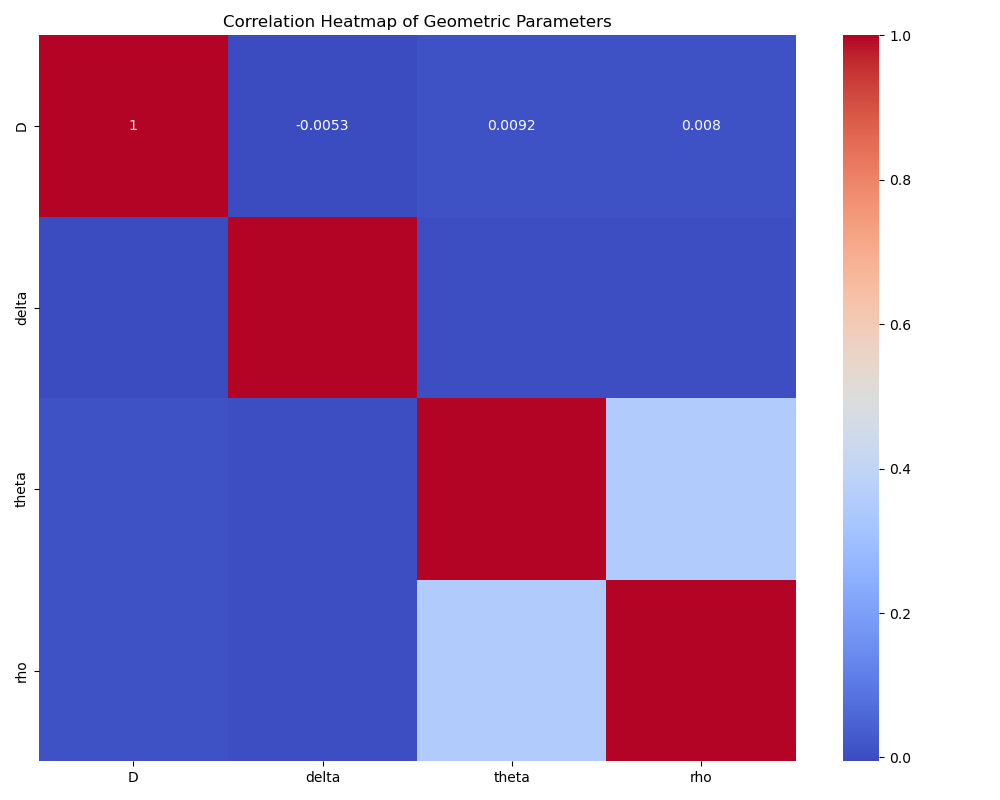 Correlation Heatmap of Geometric Parameters
D
1
-0.0053
0.0092
0.008
delta
theta
rho
D
delta
theta
rho
1.0
0.8
0.6
0.4
0.2
0.0